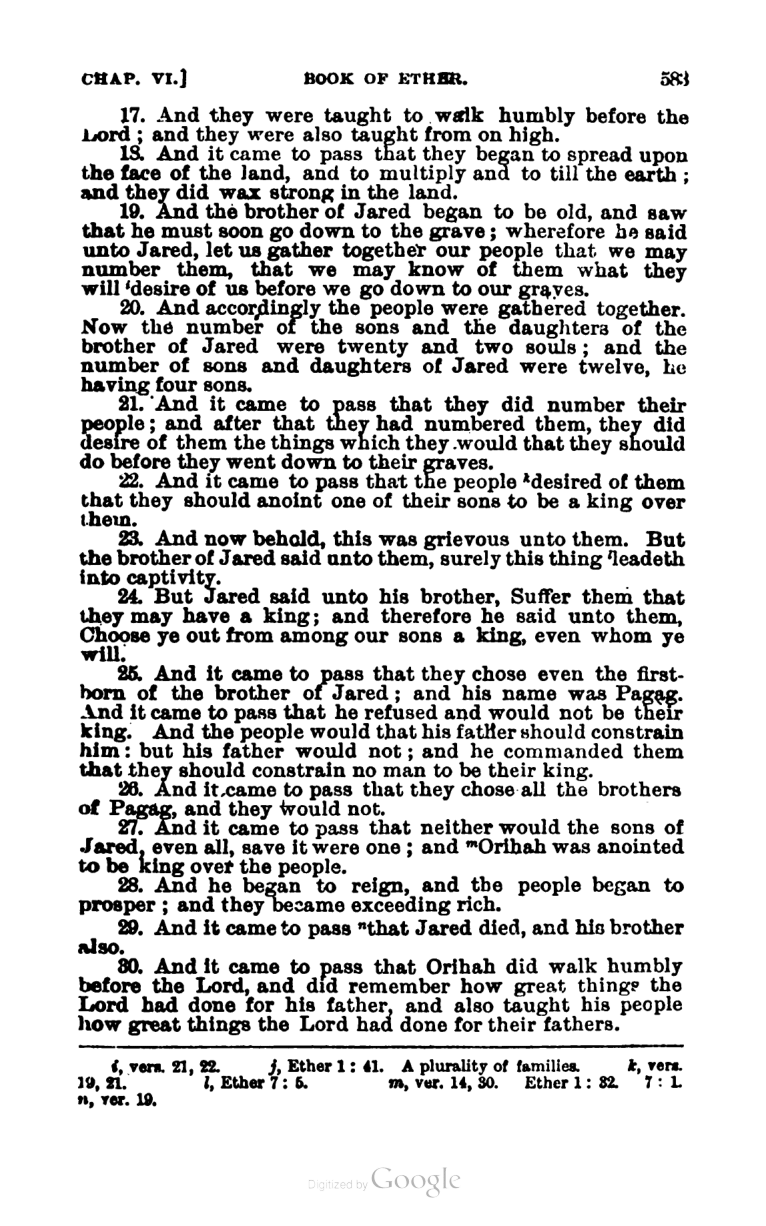 CHAP. VI.] BOOK OF ETHER. 583
17. And they were taught to walk humbly before the
Lord ; and they were also taught from on high.
18. And it came to pass that they began to spread upon
the face of the land, and to multiply and to till the earth ;
and they did wax strong in the land.
19. And the brother of Jared began to be old, and saw
that he must soon go down to the grave ; wherefore he said
unto Jared, let us gather together our people that we may
number them, that we may know of them what they
will ⁱdesire of us before we go down to our graves.
20. And accordingly the people were gathered together.
Now the number of the sons and the daughters of the
brother of Jared were twenty and two souls ; and the
number of sons and daughters of Jared were twelve, he
having four sons.
21. And it came to pass that they did number their
people ; and after that they had numbered them, they did
desire of them the things which they would that they should
do before they went down to their graves.
22. And it came to pass that the people ᵏdesired of them
that they should anoint one of their sons to be a king over
them.
23. And now behold, this was grievous unto them. But
the brother of Jared said unto them, surely this thing ˡleadeth
into captivity.
24. But Jared said unto his brother, Suffer them that
they may have a king ; and therefore he said unto them,
Choose ye out from among our sons a king, even whom ye
will.
25. And it came to pass that they chose even the first-
born of the brother of Jared ; and his name was Pagag.
And it came to pass that he refused and would not be their
king. And the people would that his father should constrain
him : but his father would not ; and he commanded them
that they should constrain no man to be their king.
26. And it came to pass that they chose all the brothers
of Pagag, and they would not.
27. And it came to pass that neither would the sons of
Jared, even all, save it were one ; and ᵐOrihah was anointed
to be king over the people.
28. And he began to reign, and the people began to
prosper ; and they became exceeding rich.
29. And it came to pass ⁿthat Jared died, and his brother
also.
30. And it came to pass that Orihah did walk humbly
before the Lord, and did remember how great things the
Lord had done for his father, and also taught his people
how great things the Lord had done for their fathers.
i, vers. 21, 22. j, Ether 1 : 41. A plurality of families. k, vers.
19, 21. l, Ether 7 : 5. m, ver. 14, 30. Ether 1 : 32. 7 : 1.
n, ver. 19.
Digitized by Google